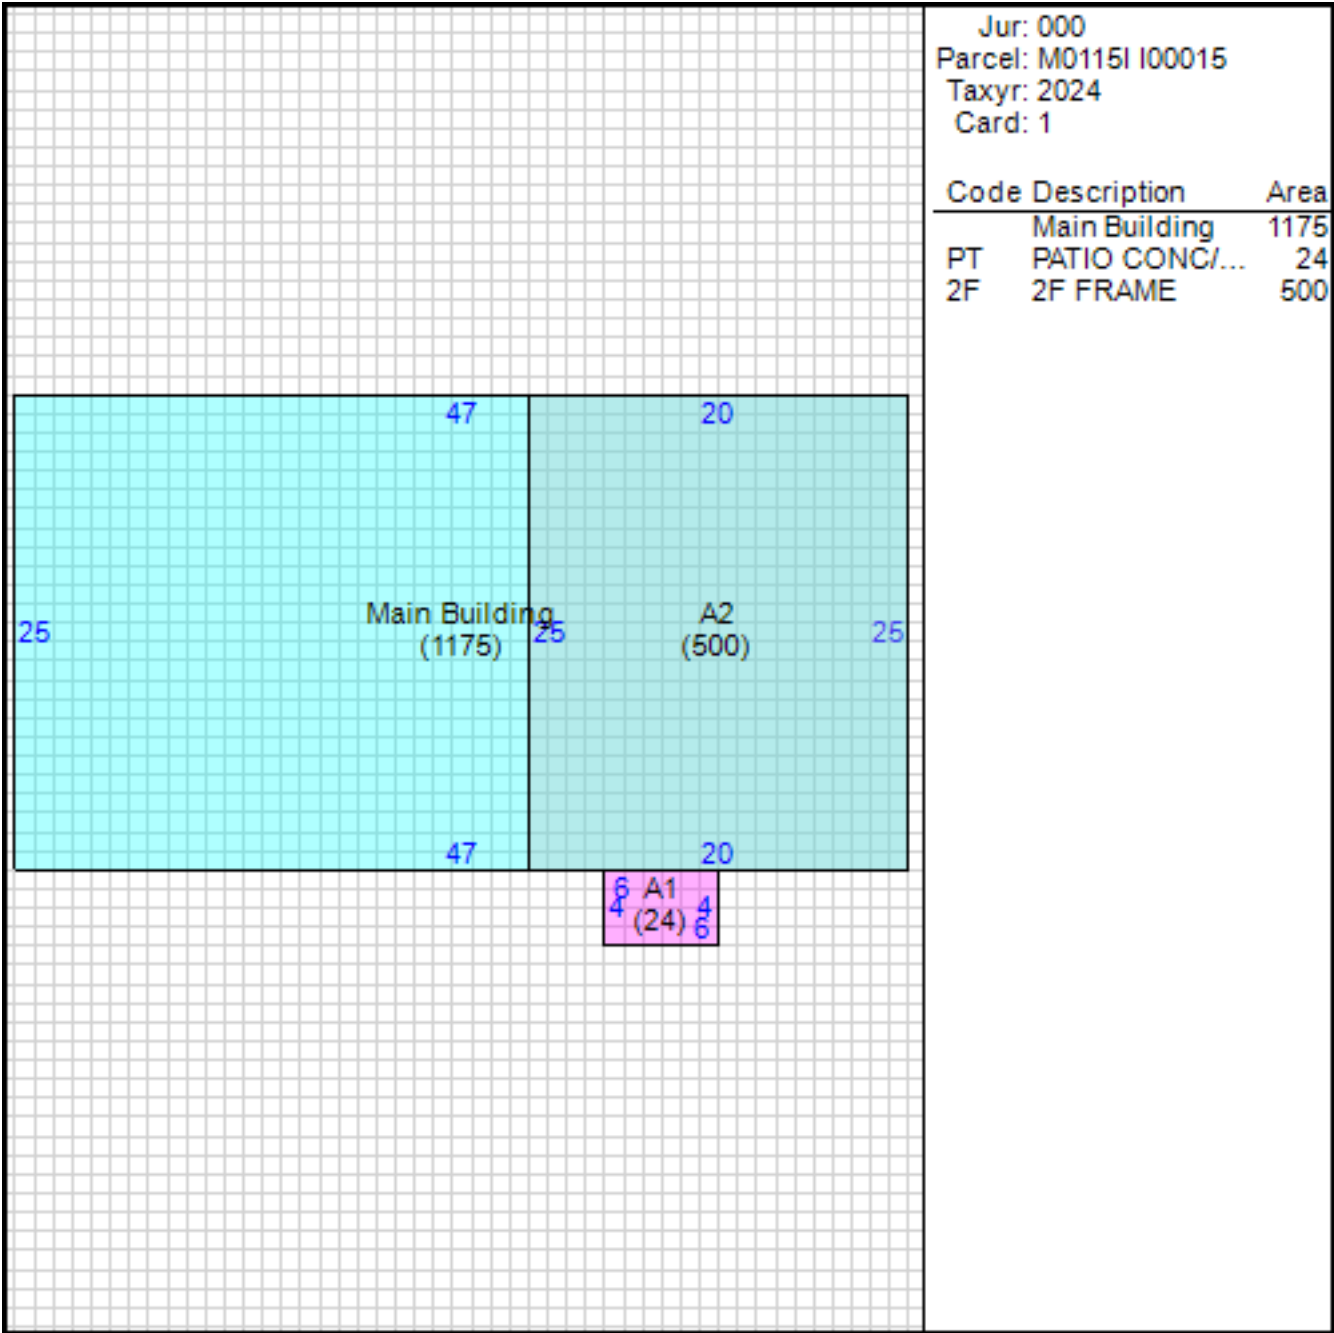 Jur: 000
Parcel: M0115I I00015
Taxyr: 2024
Card: 1
Code Description Area
Main Building 1175
PT PATIO CONC/... 24
2F 2F FRAME 500
47 20
Main Building A2
25 25 25
(1175) (500)
47 20
6 A1
4 4
(24) 6